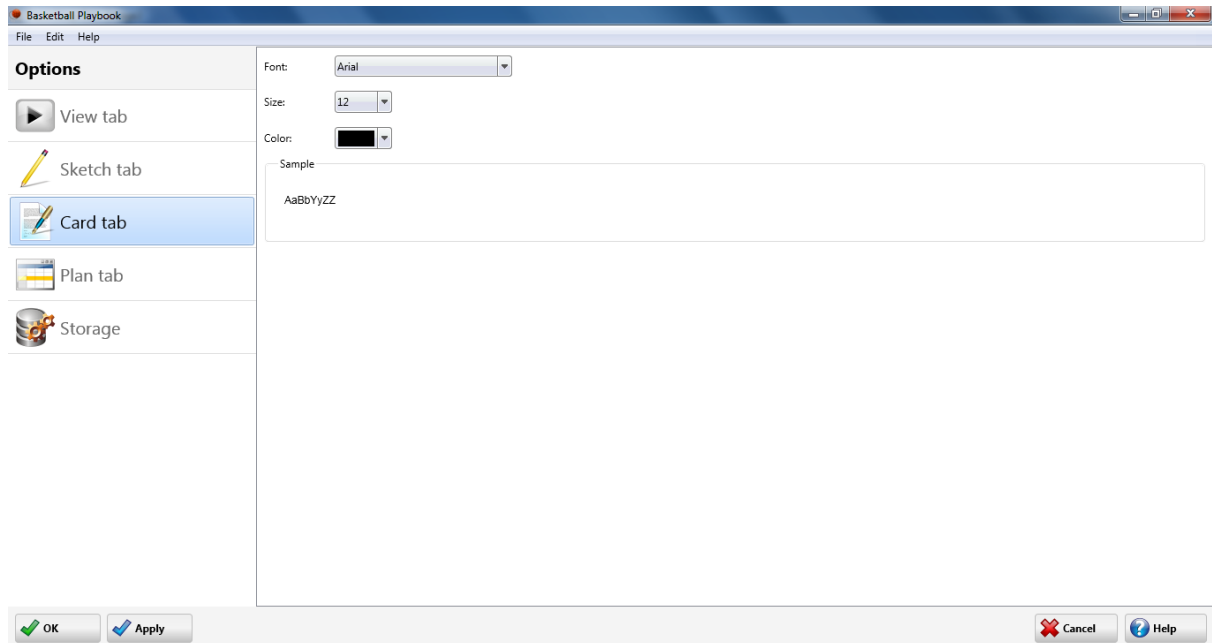 Basketball Playbook
File Edit Help
Options
View tab
Sketch tab
Card tab
Plan tab
Storage
Font: Arial
Size: 12
Color:
Sample
AaBbYyZZ
OK Apply Cancel Help